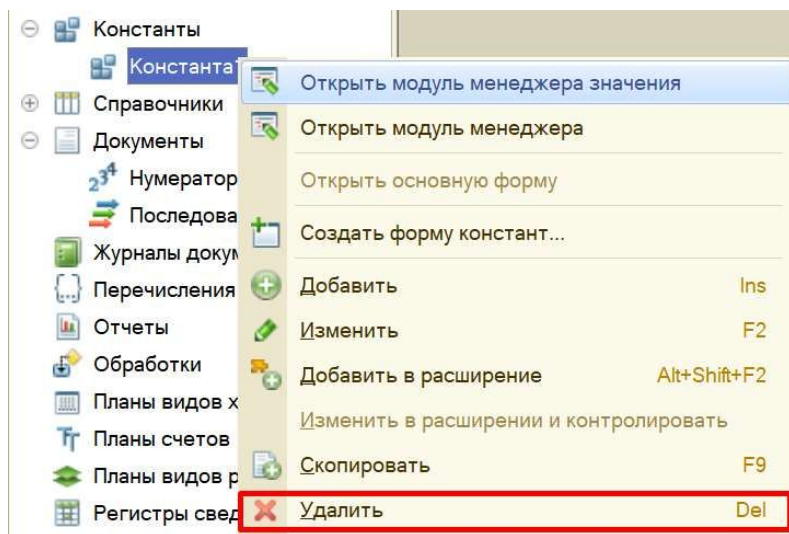 Константы
Константа1
Справочники
Документы
Нумератор
Последова
Журналы докум
Перечисления
Отчеты
Обработки
Планы видов х
Планы счетов
Планы видов р
Регистры свед
Открыть модуль менеджера значения
Открыть модуль менеджера
Открыть основную форму
Создать форму констант...
Добавить Ins
Изменить F2
Добавить в расширение Alt+Shift+F2
Изменить в расширении и контролировать
Скопировать F9
Удалить Del